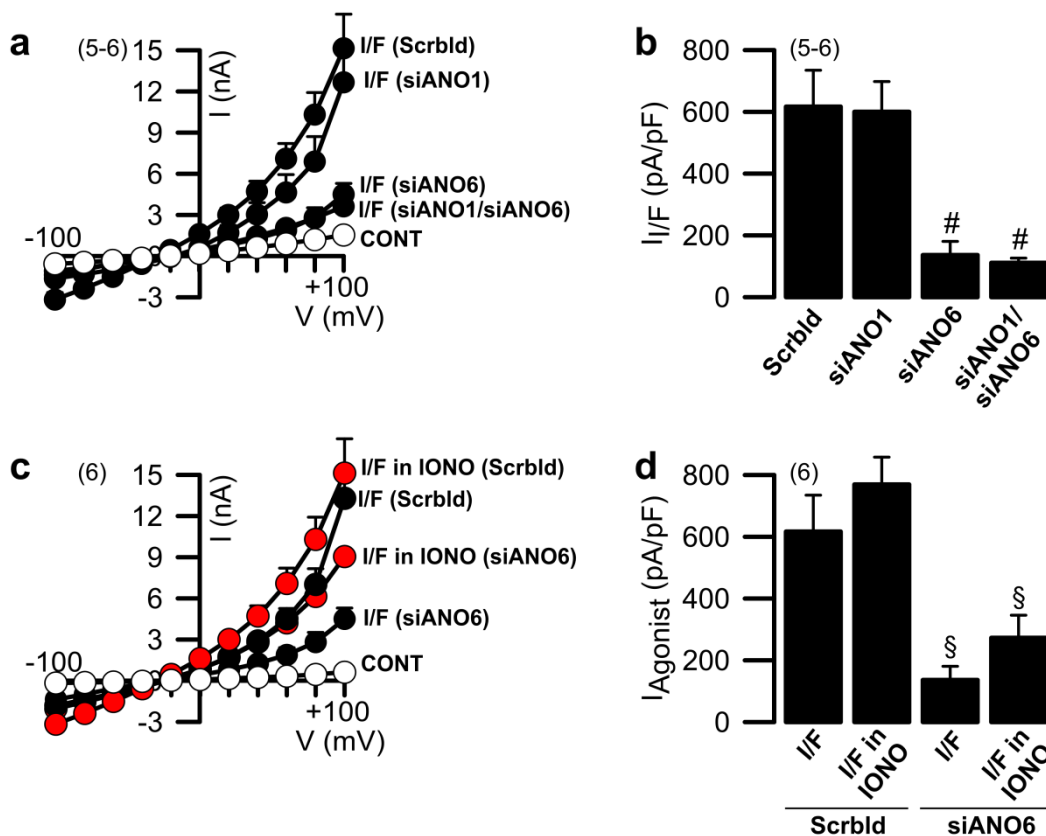 a
(5-6)
15
12
9
6
3
-3
I (nA)
-100
+100
V (mV)
I/F (Scrbld)
I/F (siANO1)
I/F (siANO6)
I/F (siANO1/siANO6)
CONT
b
(5-6)
800
600
400
200
0
II/F (pA/pF)
#
#
Scrbld
siANO1
siANO6
siANO1/
siANO6
c
(6)
15
12
9
6
3
-3
I (nA)
-100
+100
V (mV)
I/F in IONO (Scrbld)
I/F (Scrbld)
I/F in IONO (siANO6)
I/F (siANO6)
CONT
d
(6)
800
600
400
200
0
IAgonist (pA/pF)
§
§
I/F
I/F in
IONO
I/F
I/F in
IONO
Scrbld
siANO6